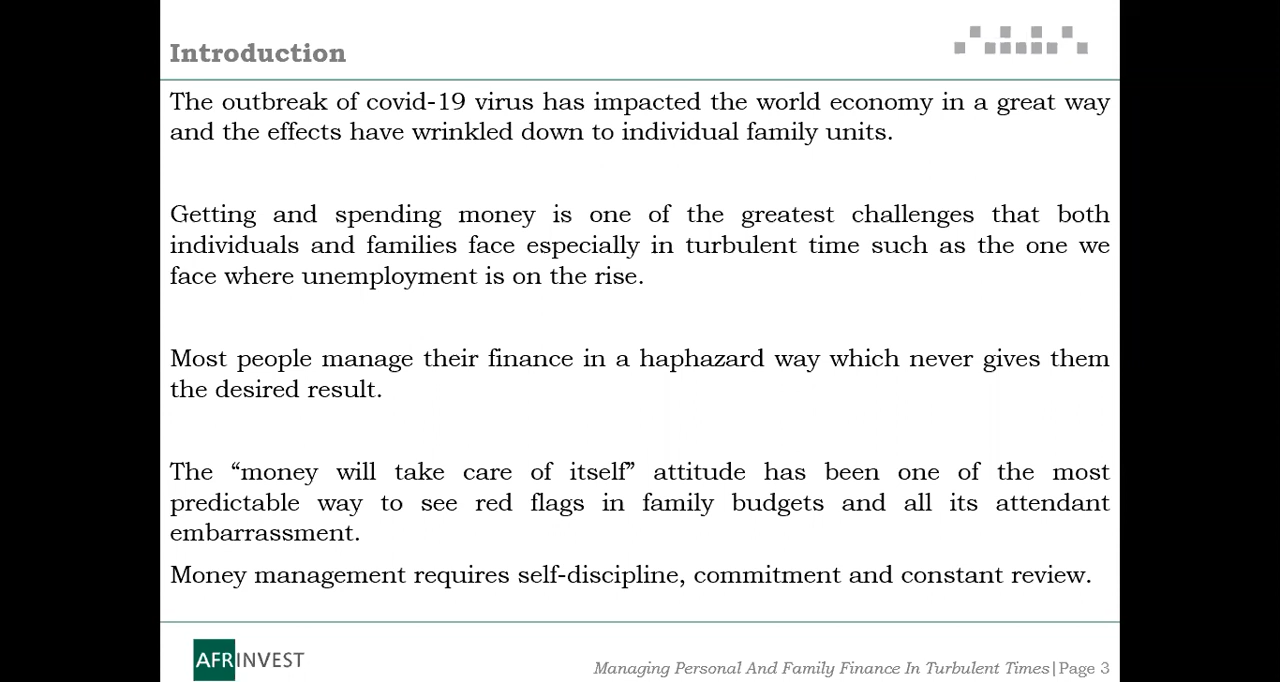 Introduction
The outbreak of covid-19 virus has impacted the world economy in a great way
and the effects have wrinkled down to individual family units.
Getting and spending money is one of the greatest challenges that both
individuals and families face especially in turbulent time such as the one we
face where unemployment is on the rise.
Most people manage their finance in a haphazard way which never gives them
the desired result.
The “money will take care of itself” attitude has been one of the most
predictable way to see red flags in family budgets and all its attendant
embarrassment.
Money management requires self-discipline, commitment and constant review.
AFRINVEST
Managing Personal And Family Finance In Turbulent Times|Page 3